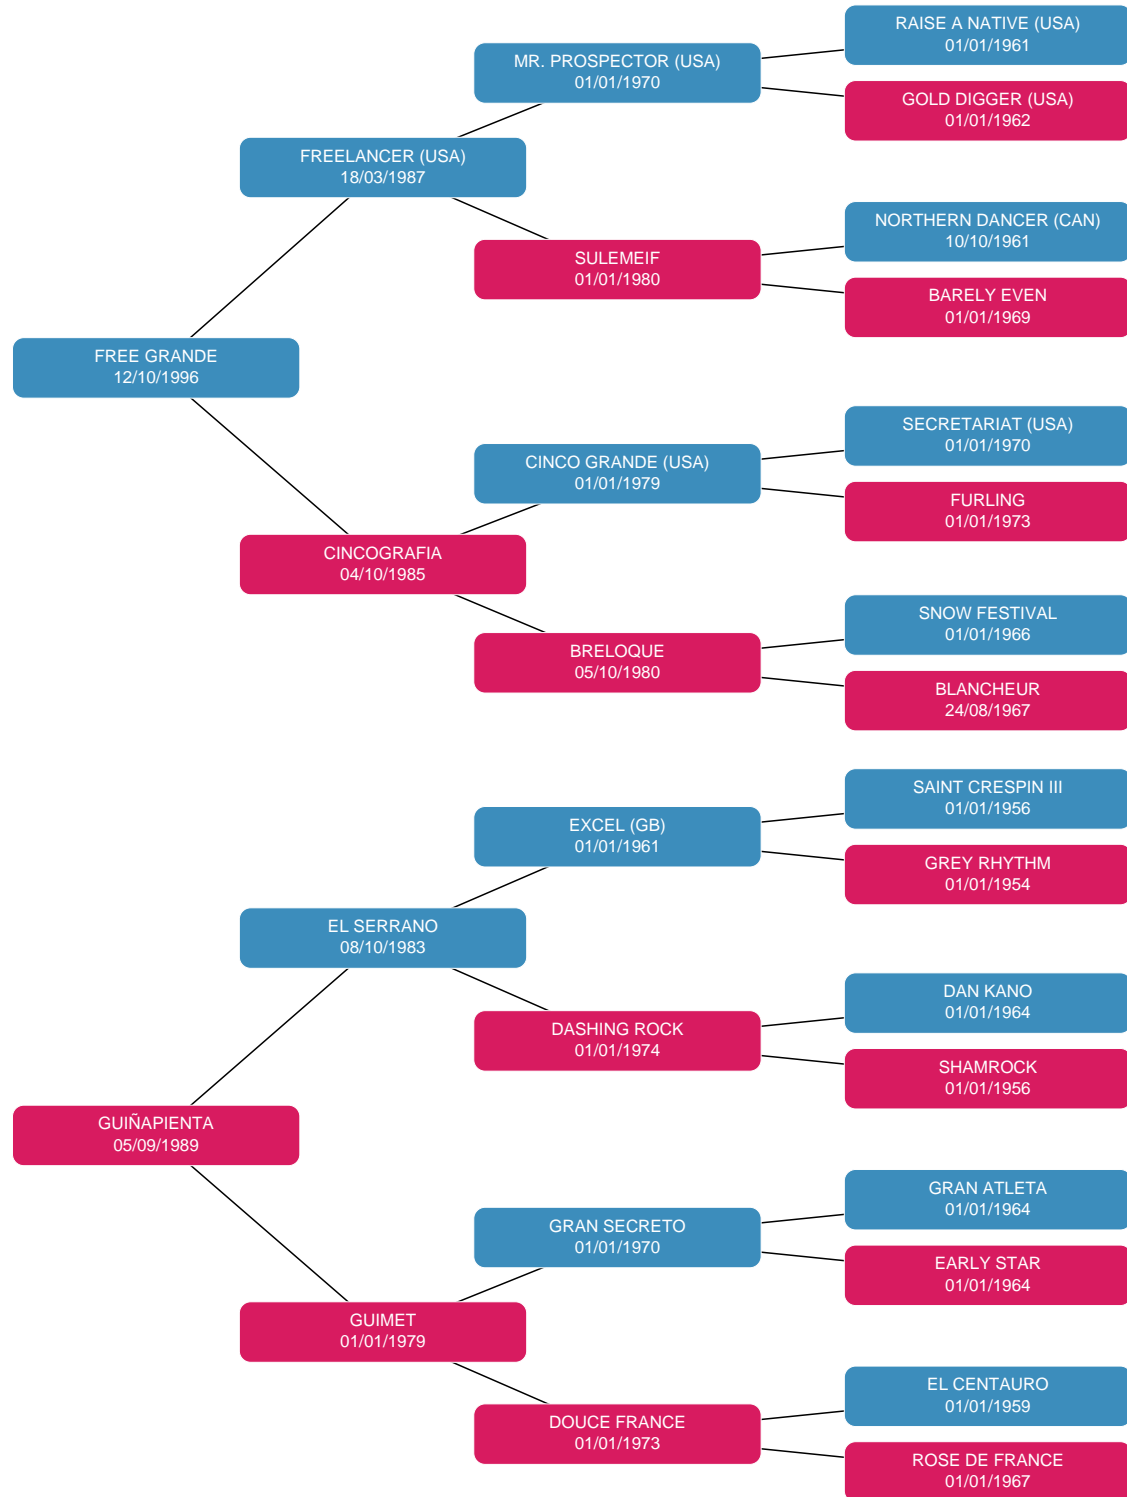 RAISE A NATIVE (USA)
01/01/1961
MR. PROSPECTOR (USA)
01/01/1970
GOLD DIGGER (USA)
01/01/1962
FREELANCER (USA)
18/03/1987
NORTHERN DANCER (CAN)
10/10/1961
SULEMEIF
01/01/1980
BARELY EVEN
01/01/1969
FREE GRANDE
12/10/1996
SECRETARIAT (USA)
01/01/1970
CINCO GRANDE (USA)
01/01/1979
FURLING
01/01/1973
CINCOGRAFIA
04/10/1985
SNOW FESTIVAL
01/01/1966
BRELOQUE
05/10/1980
BLANCHEUR
24/08/1967
SAINT CRESPIN III
01/01/1956
EXCEL (GB)
01/01/1961
GREY RHYTHM
01/01/1954
EL SERRANO
08/10/1983
DAN KANO
01/01/1964
DASHING ROCK
01/01/1974
SHAMROCK
01/01/1956
GUIÑAPIENTA
05/09/1989
GRAN ATLETA
01/01/1964
GRAN SECRETO
01/01/1970
EARLY STAR
01/01/1964
GUIMET
01/01/1979
EL CENTAURO
01/01/1959
DOUCE FRANCE
01/01/1973
ROSE DE FRANCE
01/01/1967